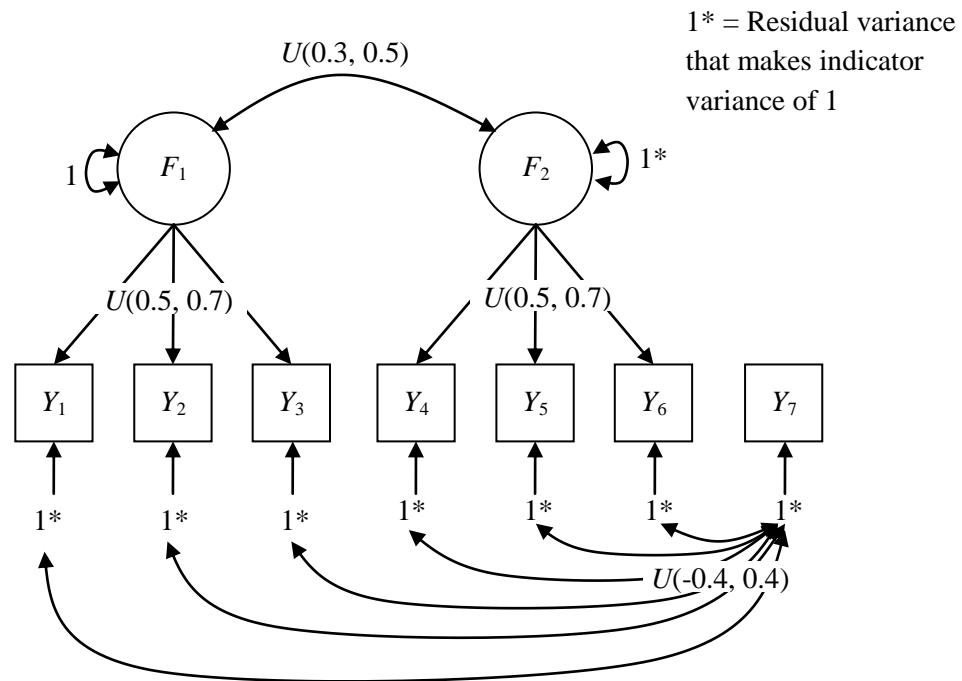 1* = Residual variance
that makes indicator
variance of 1
U(0.3, 0.5)
1 F₁ F₂ 1*
U(0.5, 0.7) U(0.5, 0.7)
Y₁ Y₂ Y₃ Y₄ Y₅ Y₆ Y₇
1* 1* 1* 1* 1* 1* 1*
U(-0.4, 0.4)